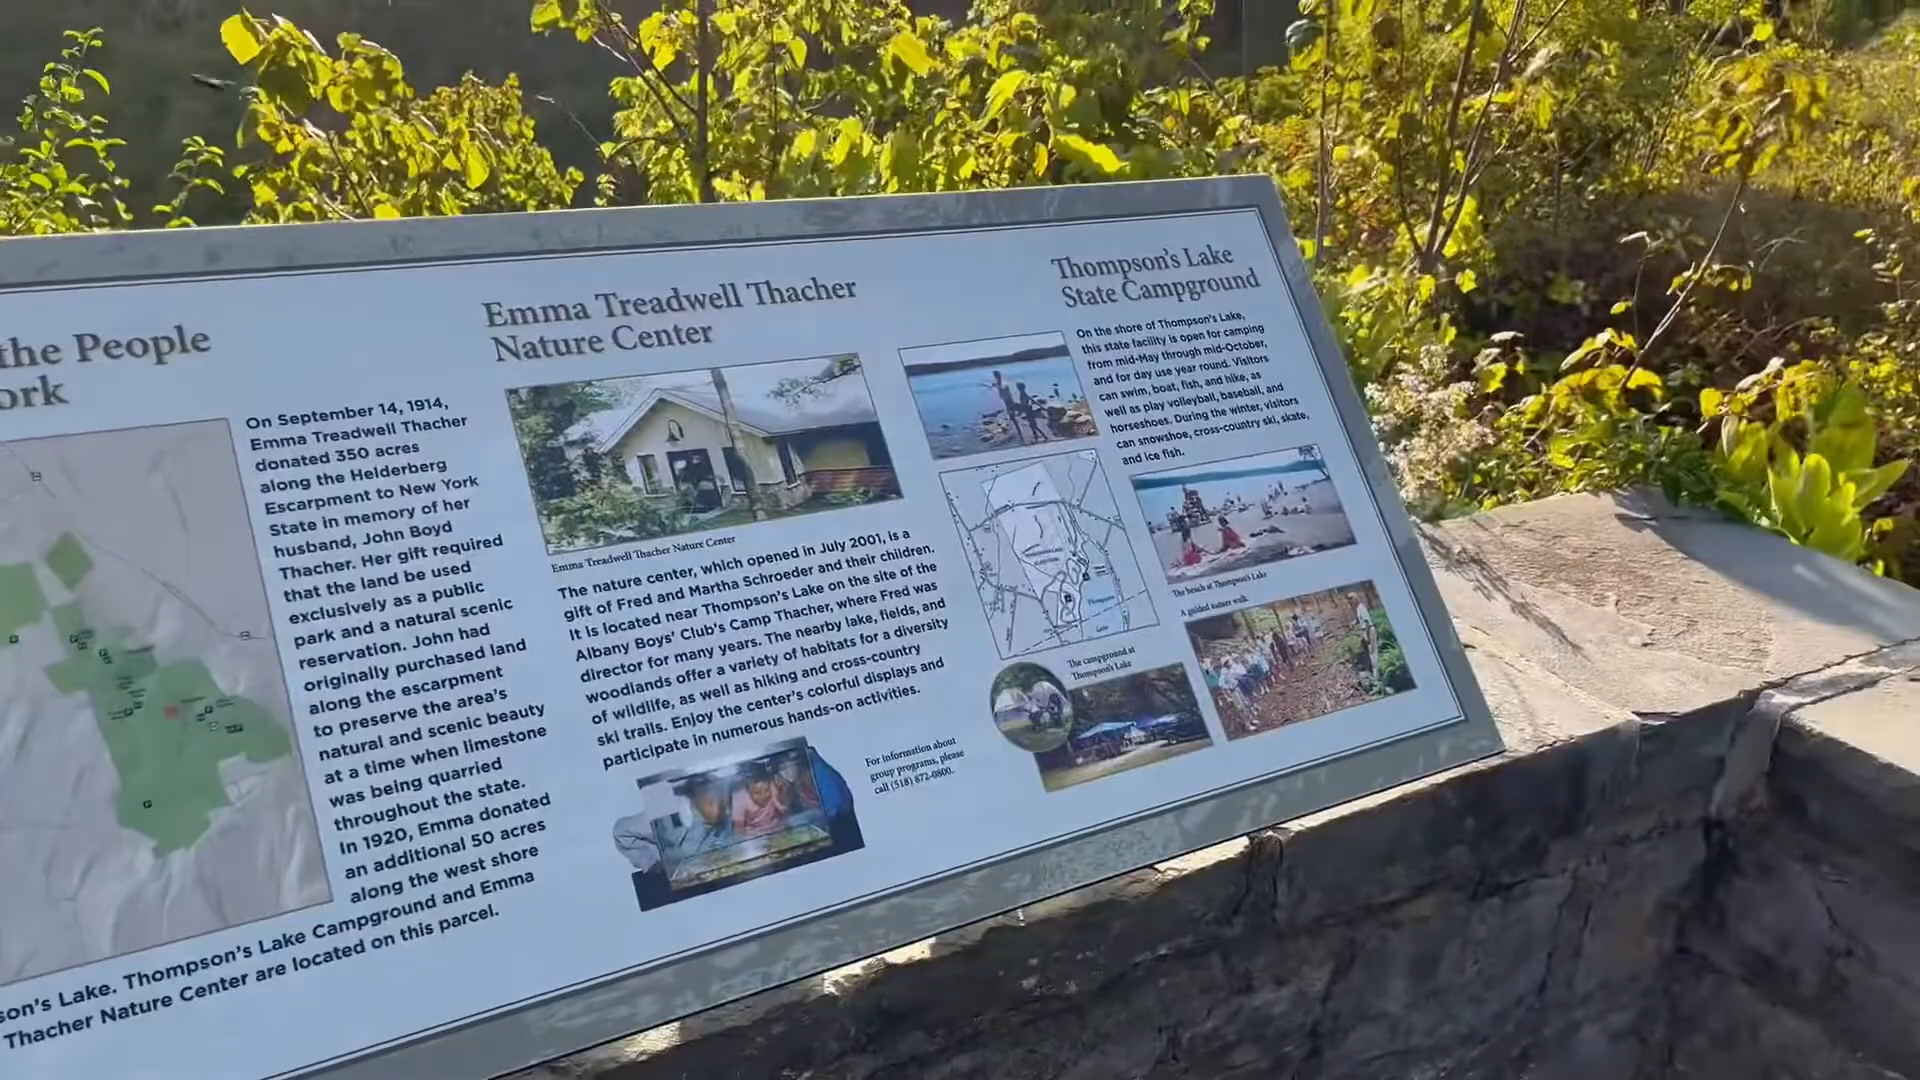 the People
ork
On September 14, 1914,
Emma Treadwell Thacher
donated 350 acres
along the Helderberg
Escarpment to New York
State in memory of her
husband, John Boyd
Thacher. Her gift required
that the land be used
exclusively as a public
park and a natural scenic
reservation. John had
originally purchased land
along the escarpment
to preserve the area's
natural and scenic beauty
at a time when limestone
was being quarried
throughout the state.
In 1920, Emma donated
an additional 50 acres
along the west shore
son's Lake. Thompson's Lake Campground and Emma
Thacher Nature Center are located on this parcel.
Emma Treadwell Thacher
Nature Center
Emma Treadwell Thacher Nature Center
The nature center, which opened in July 2001, is a
gift of Fred and Martha Schroeder and their children.
It is located near Thompson's Lake on the site of the
Albany Boys' Club's Camp Thacher, where Fred was
director for many years. The nearby lake, fields, and
woodlands offer a variety of habitats for a diversity
of wildlife, as well as hiking and cross-country
ski trails. Enjoy the center's colorful displays and
participate in numerous hands-on activities.
For information about
group programs, please
call (518) 872-0800.
Thompson's Lake
State Campground
On the shore of Thompson's Lake,
this state facility is open for camping
from mid-May through mid-October,
and for day use year round. Visitors
can swim, boat, fish, and hike, as
well as play volleyball, baseball, and
horseshoes. During the winter, visitors
can snowshoe, cross-country ski, skate,
and ice fish.
The beach at Thompson's Lake
A guided nature walk
The campground at
Thompson's Lake